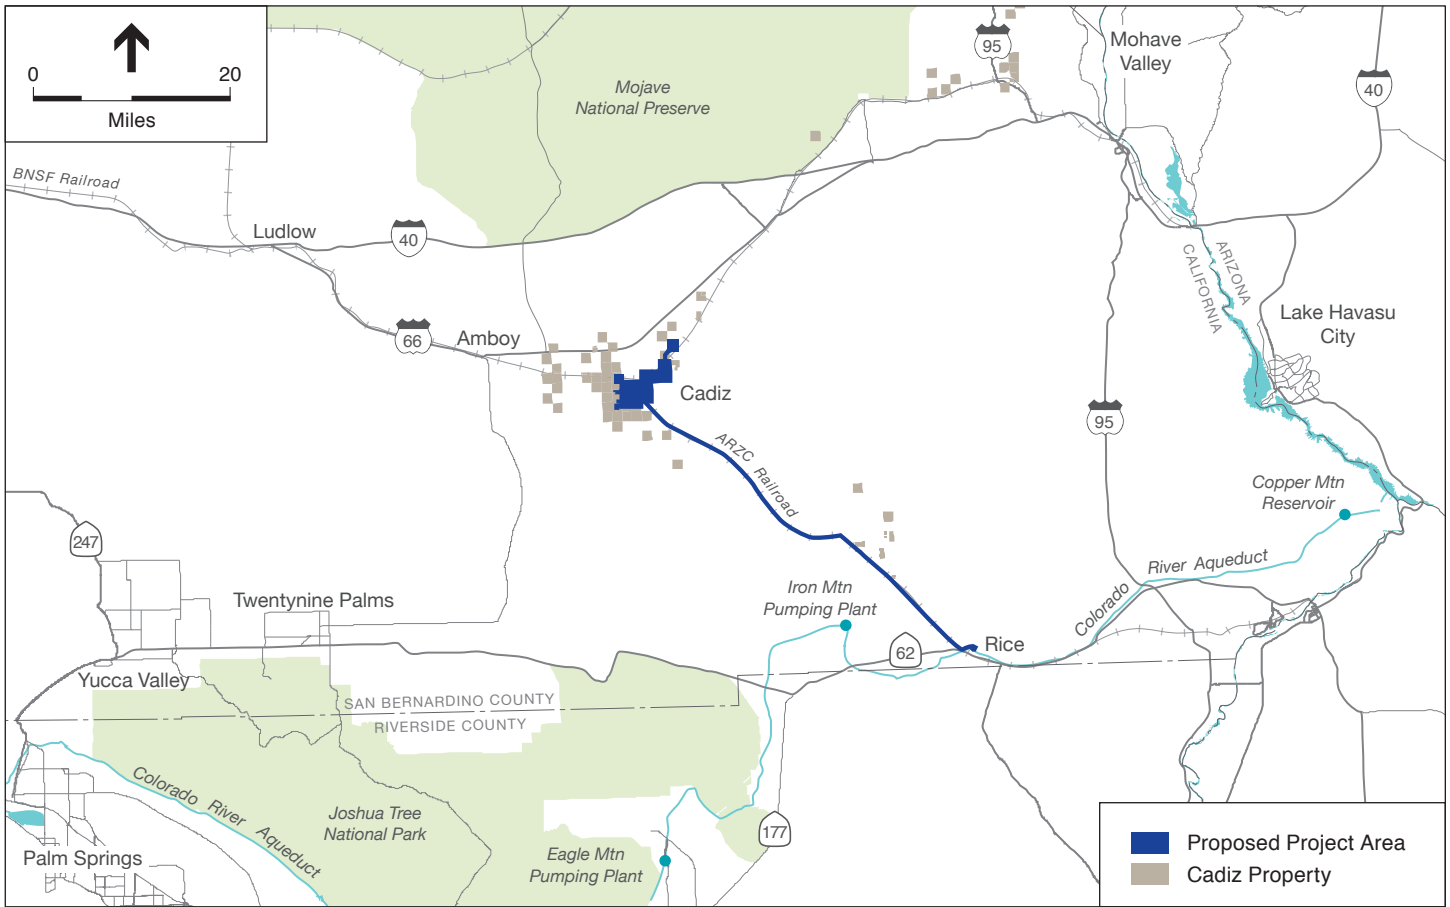 0 20
Miles
95
Mohave
Valley
40
Mojave
National Preserve
BNSF Railroad
Ludlow
40
ARIZONA
CALIFORNIA
Lake Havasu
City
66
Amboy
Cadiz
95
ARZC Railroad
Copper Mtn
Reservoir
247
River Aqueduct
Colorado
Iron Mtn
Pumping Plant
Twentynine Palms
62
Rice
Yucca Valley
SAN BERNARDINO COUNTY
RIVERSIDE COUNTY
Colorado River Aqueduct
Joshua Tree
National Park
177
Palm Springs
Eagle Mtn
Pumping Plant
Proposed Project Area
Cadiz Property